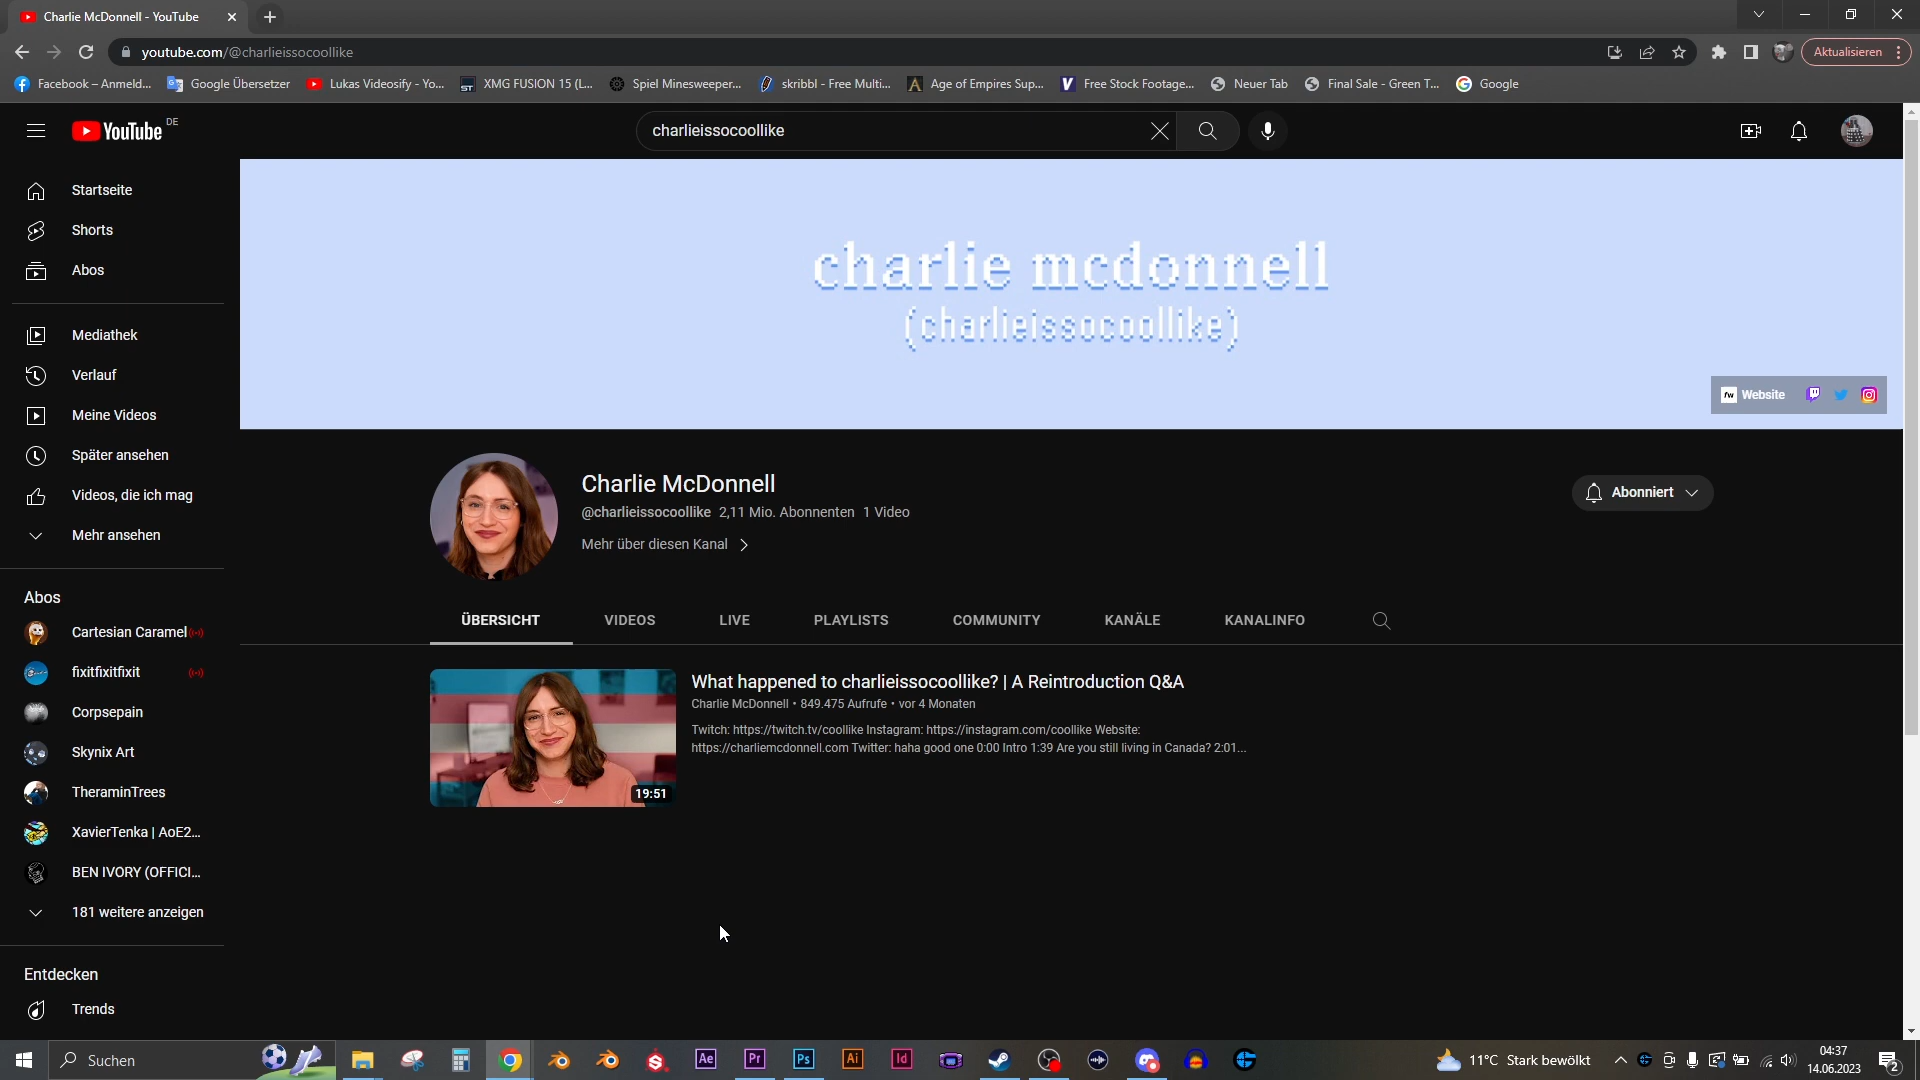 Charlie McDonnell - YouTube
youtube.com/@charlieissocoollike
Aktualisieren
Facebook – Anmeld...
Google Übersetzer
Lukas Videosify - Yo...
XMG FUSION 15 (L...
Spiel Minesweeper...
skribbl - Free Multi...
Age of Empires Sup...
Free Stock Footage...
Neuer Tab
Final Sale - Green T...
Google
YouTube DE
charlieissocoollike
Startseite
Shorts
Abos
Mediathek
Verlauf
Meine Videos
Später ansehen
Videos, die ich mag
Mehr ansehen
Abos
Cartesian Caramel
fixitfixitfixit
Corpsepain
Skynix Art
TheraminTrees
XavierTenka | AoE2...
BEN IVORY (OFFICI...
181 weitere anzeigen
Entdecken
Trends
charlie mcdonnell
(charlieissocoollike)
Website
Charlie McDonnell
@charlieissocoollike 2,11 Mio. Abonnenten 1 Video
Mehr über diesen Kanal
Abonniert
ÜBERSICHT
VIDEOS
LIVE
PLAYLISTS
COMMUNITY
KANÄLE
KANALINFO
19:51
What happened to charlieissocoollike? | A Reintroduction Q&A
Charlie McDonnell • 849.475 Aufrufe • vor 4 Monaten
Twitch: https://twitch.tv/coollike Instagram: https://instagram.com/coollike Website:
https://charliemcdonnell.com Twitter: haha good one 0:00 Intro 1:39 Are you still living in Canada? 2:01...
Suchen
Ae
Pr
Ps
Ai
Id
11°C Stark bewölkt
04:37
14.06.2023
2